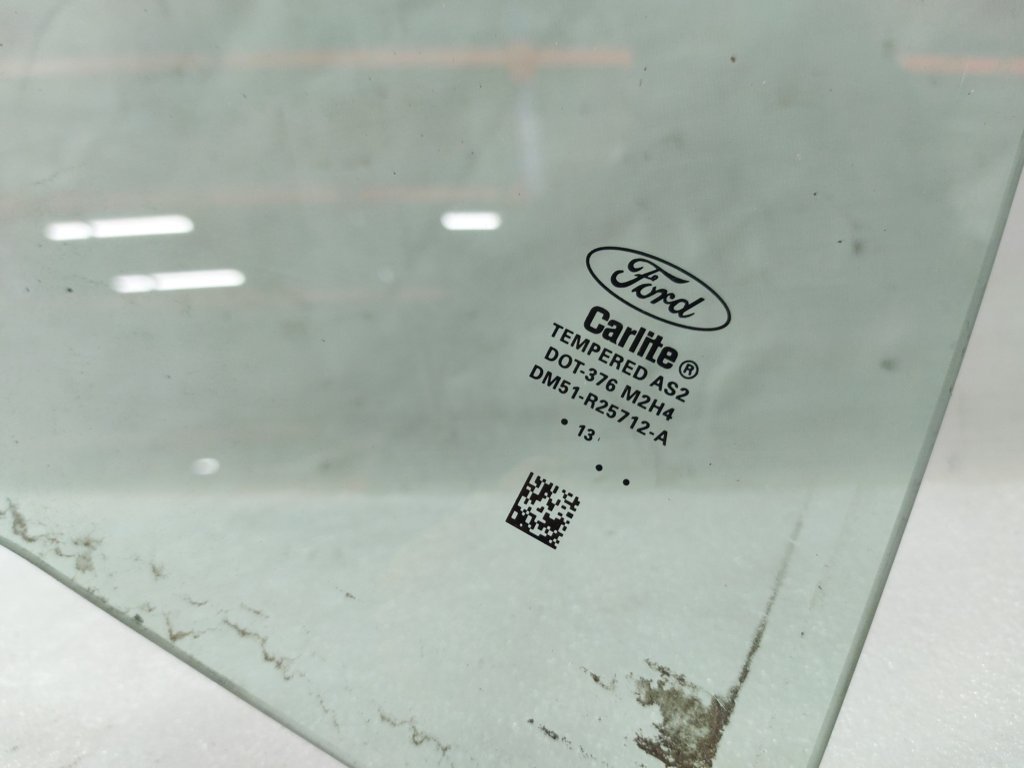 Ford
Carlite®
TEMPERED AS2
DOT-376 M2H4
DM51-R25712-A
13